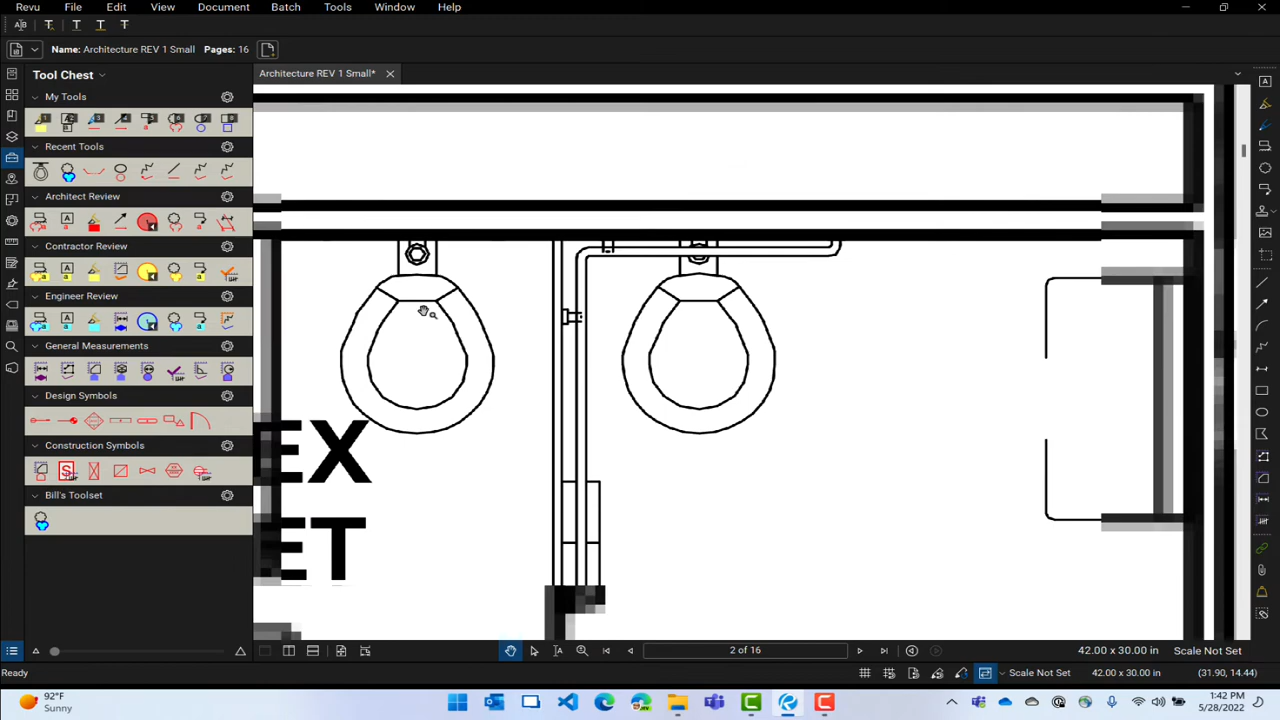 Revu File Edit View Document Batch Tools Window Help
Name: Architecture REV 1 Small Pages: 16
Tool Chest
Architecture REV 1 Small*
My Tools
Recent Tools
Architect Review
Contractor Review
Engineer Review
General Measurements
Design Symbols
Construction Symbols
Bill's Toolset
EX
ET
2 of 16
42.00 x 30.00 in
Scale Not Set
Ready
Scale Not Set
42.00 x 30.00 in
(31.90, 14.44)
92°F
Sunny
1:42 PM
5/28/2022